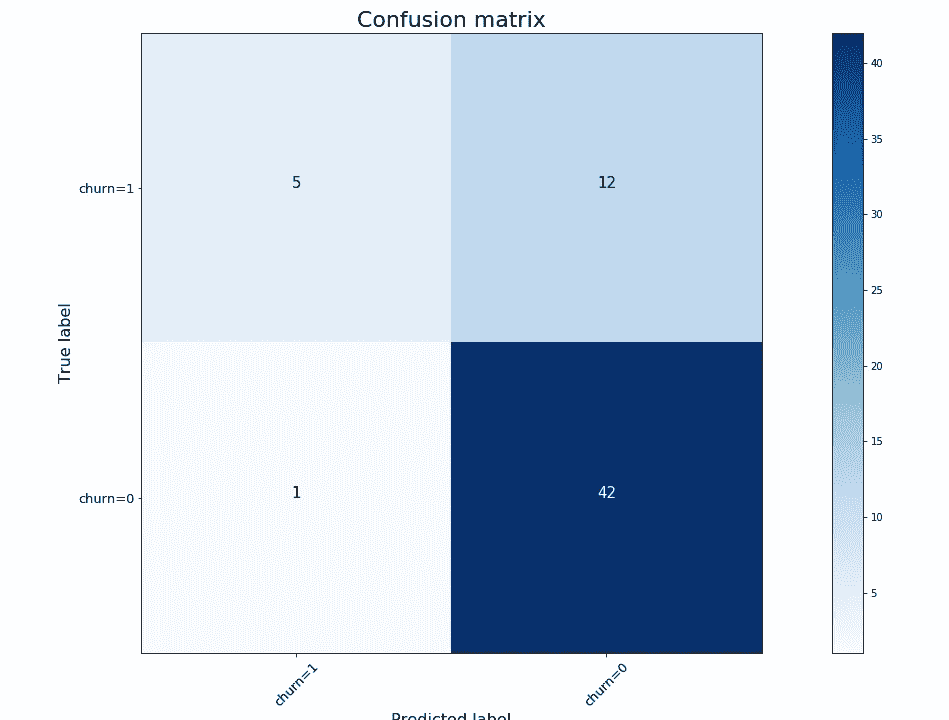 Confusion matrix
40
35
30
25
20
15
10
5
True label
churn=1
5
12
churn=0
1
42
churn=1
churn=0
Predicted label